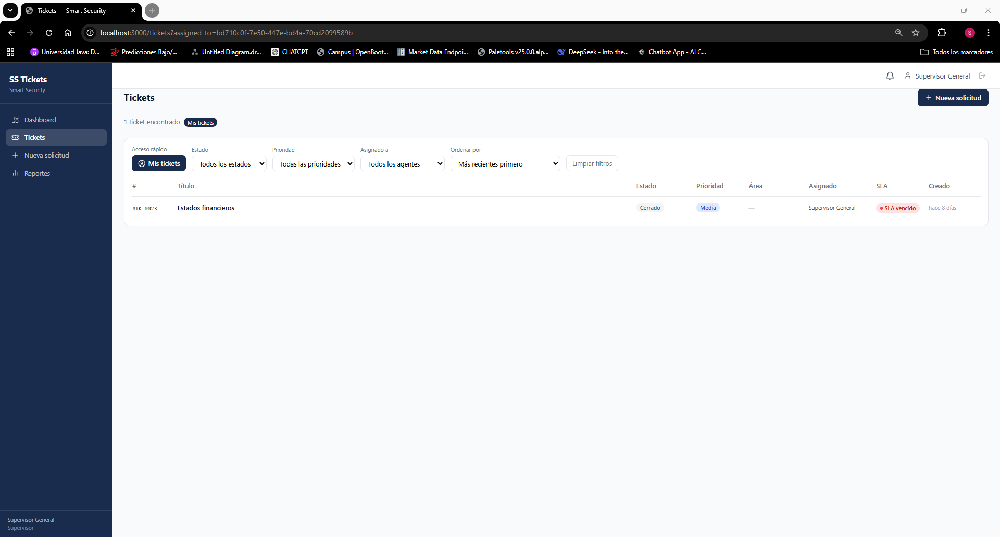 Tickets — Smart Security
localhost:3000/tickets?assigned_to=bd710c0f-7e50-447e-bd4a-70cd2099589b
S
Universidad Java: D...
Predicciones Bajo/...
Untitled Diagram.dr...
CHATGPT
Campus | OpenBoot...
Market Data Endpoi...
Paletools v25.0.0.alp...
DeepSeek - Into the...
Chatbot App - AI C...
Todos los marcadores
SS Tickets
Smart Security
Dashboard
Tickets
Nueva solicitud
Reportes
Supervisor General
Supervisor
Supervisor General
Tickets
+ Nueva solicitud
1 ticket encontrado Mis tickets
Acceso rápido Estado Prioridad Asignado a Ordenar por
Mis tickets Todos los estados Todas las prioridades Todos los agentes Más recientes primero Limpiar filtros
# Título Estado Prioridad Área Asignado SLA Creado
#TK-0023 Estados financieros Cerrado Media — Supervisor General SLA vencido hace 8 días